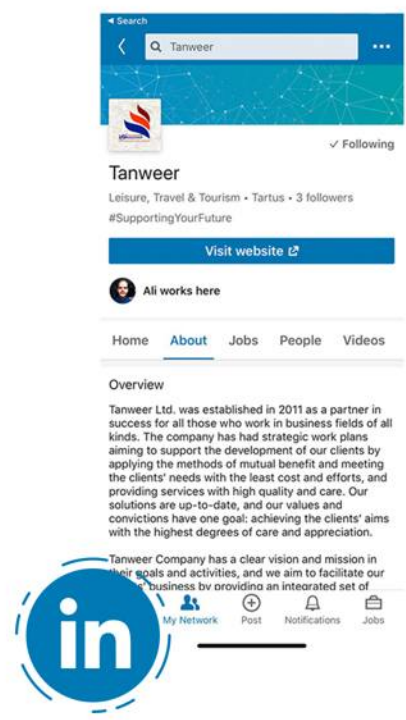 ◂ Search
Tanweer
✓ Following
Tanweer
Leisure, Travel & Tourism • Tartus • 3 followers
#SupportingYourFuture
Visit website
Ali works here
Home About Jobs People Videos
Overview
Tanweer Ltd. was established in 2011 as a partner in
success for all those who work in business fields of all
kinds. The company has had strategic work plans
aiming to support the development of our clients by
applying the methods of mutual benefit and meeting
the clients' needs with the least cost and efforts, and
providing services with high quality and care. Our
solutions are up-to-date, and our values and
convictions have one goal: achieving the clients' aims
with the highest degrees of care and appreciation.
Tanweer Company has a clear vision and mission in
their goals and activities, and we aim to facilitate our
business by providing an integrated set of
My Network Post Notifications Jobs
in